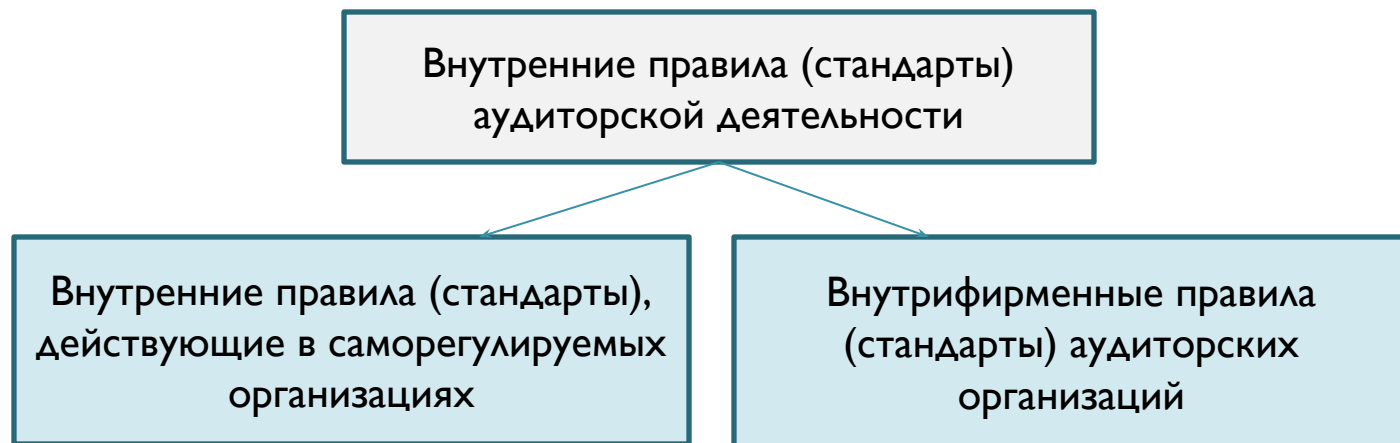 Внутренние правила (стандарты)
аудиторской деятельности
Внутренние правила (стандарты),
действующие в саморегулируемых
организациях
Внутрифирменные правила
(стандарты) аудиторских
организаций